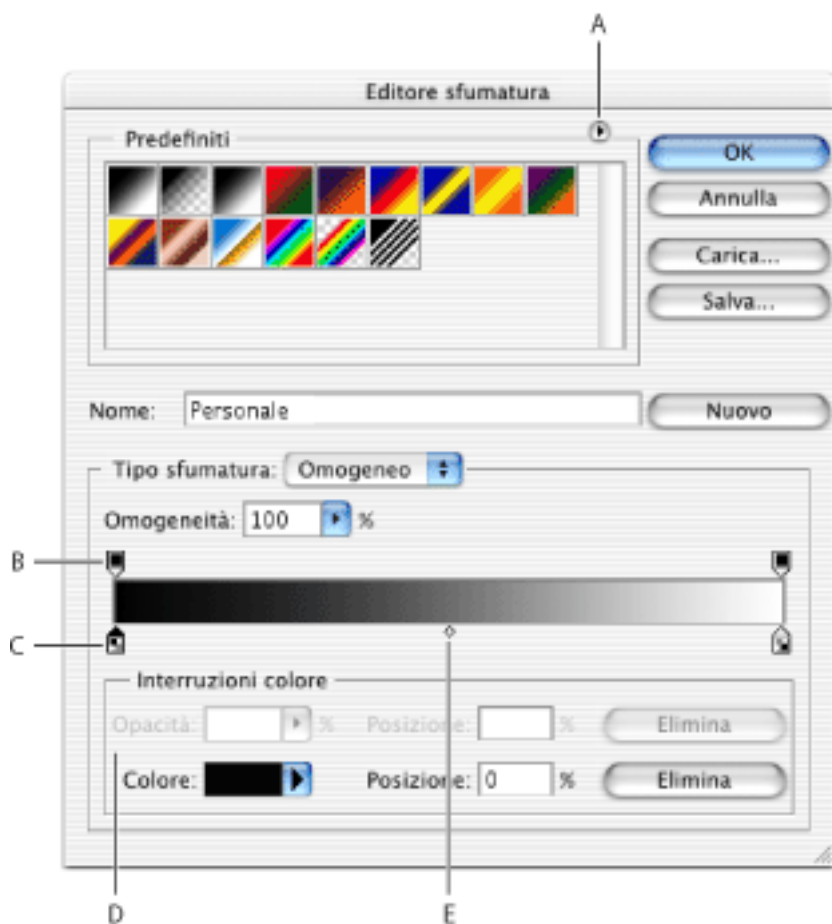 A
Editore sfumatura
Predefiniti
OK
Annulla
Carica...
Salva...
Nome: Personale
Nuovo
Tipo sfumatura: Omogeneo
Omogeneità: 100 %
B
C
Interruzioni colore
Opacità: % Posizione: % Elimina
Colore: Posizione: 0 % Elimina
D E